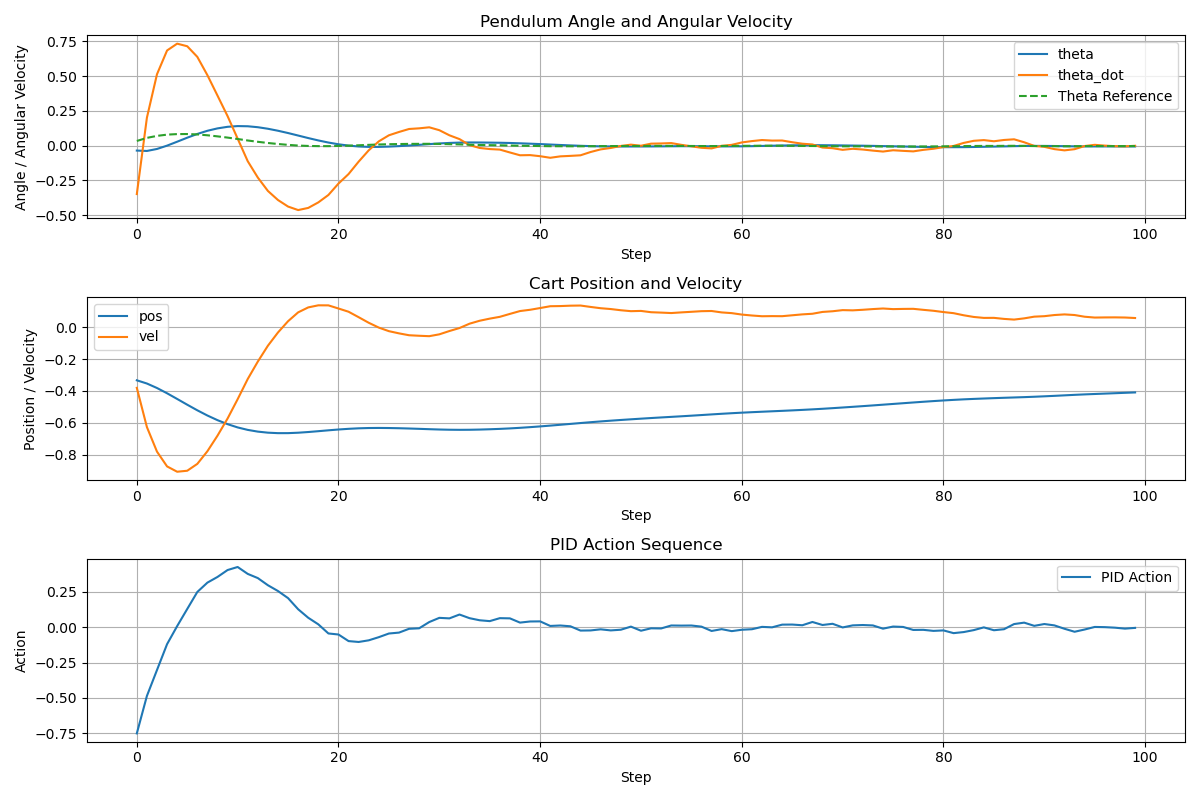 Pendulum Angle and Angular Velocity
Angle / Angular Velocity
0.75
0.50
0.25
0.00
−0.25
−0.50
theta
theta_dot
Theta Reference
0 20 40 60 80 100
Step
Cart Position and Velocity
Position / Velocity
0.0
−0.2
−0.4
−0.6
−0.8
pos
vel
0 20 40 60 80 100
Step
PID Action Sequence
Action
0.25
0.00
−0.25
−0.50
−0.75
PID Action
0 20 40 60 80 100
Step